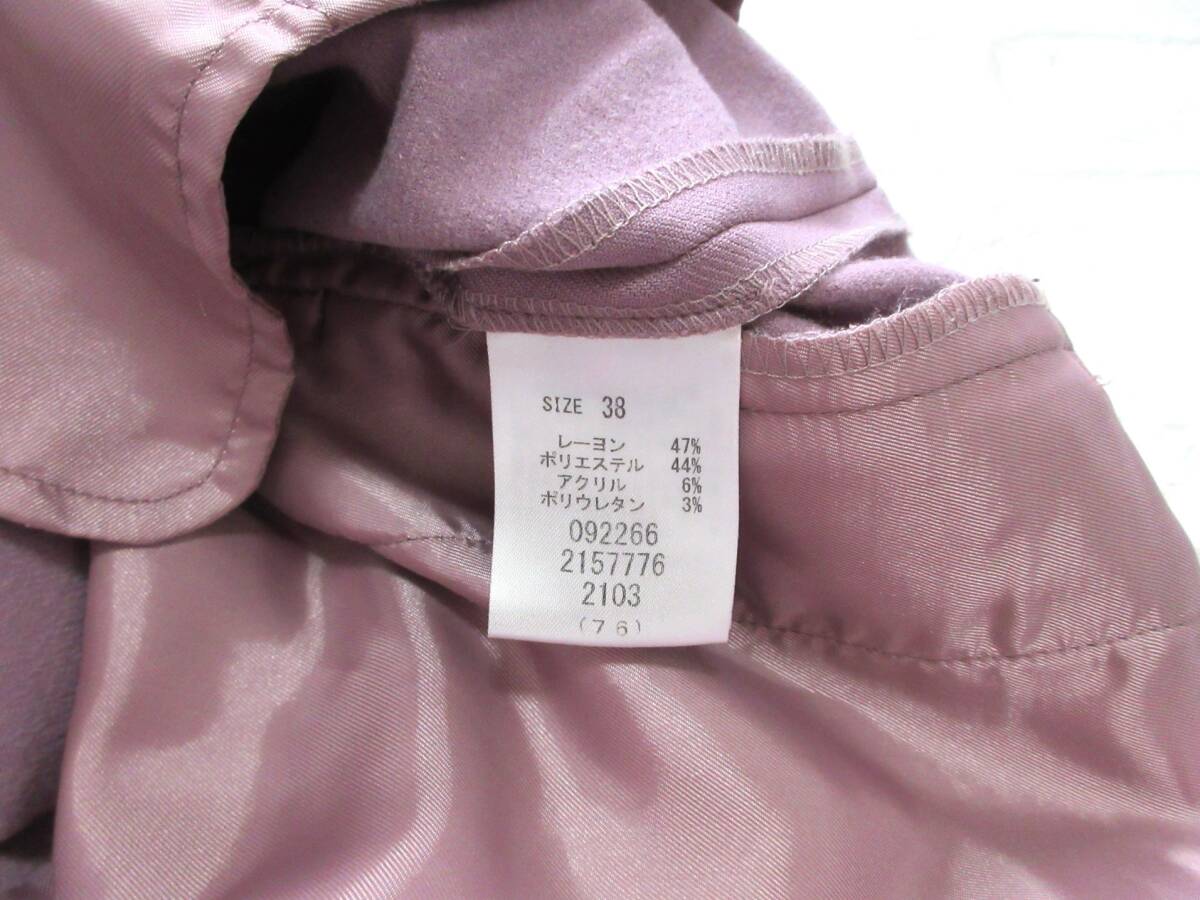 SIZE 38
レーヨン 47%
ポリエステル 44%
アクリル 6%
ポリウレタン 3%
092266
2157776
2103
(76)